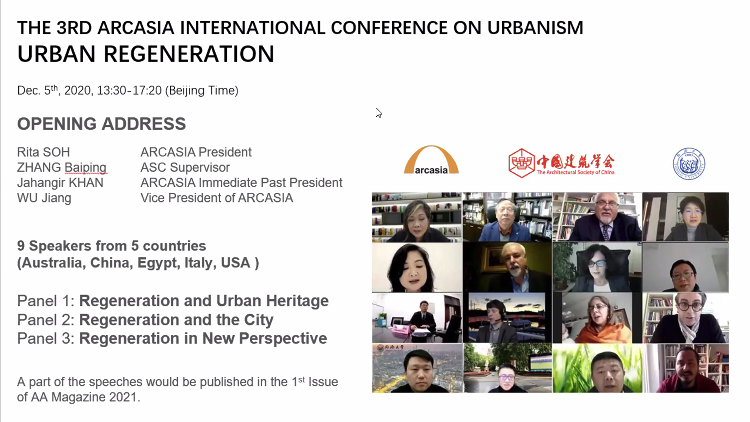 THE 3RD ARCASIA INTERNATIONAL CONFERENCE ON URBANISM
URBAN REGENERATION
Dec. 5th, 2020, 13:30-17:20 (Beijing Time)
OPENING ADDRESS
Rita SOH ARCASIA President
ZHANG Baiping ASC Supervisor
Jahangir KHAN ARCASIA Immediate Past President
WU Jiang Vice President of ARCASIA
9 Speakers from 5 countries
(Australia, China, Egypt, Italy, USA )
Panel 1: Regeneration and Urban Heritage
Panel 2: Regeneration and the City
Panel 3: Regeneration in New Perspective
A part of the speeches would be published in the 1st Issue
of AA Magazine 2021.
arcasia
中国建筑学会
The Architectural Society of China